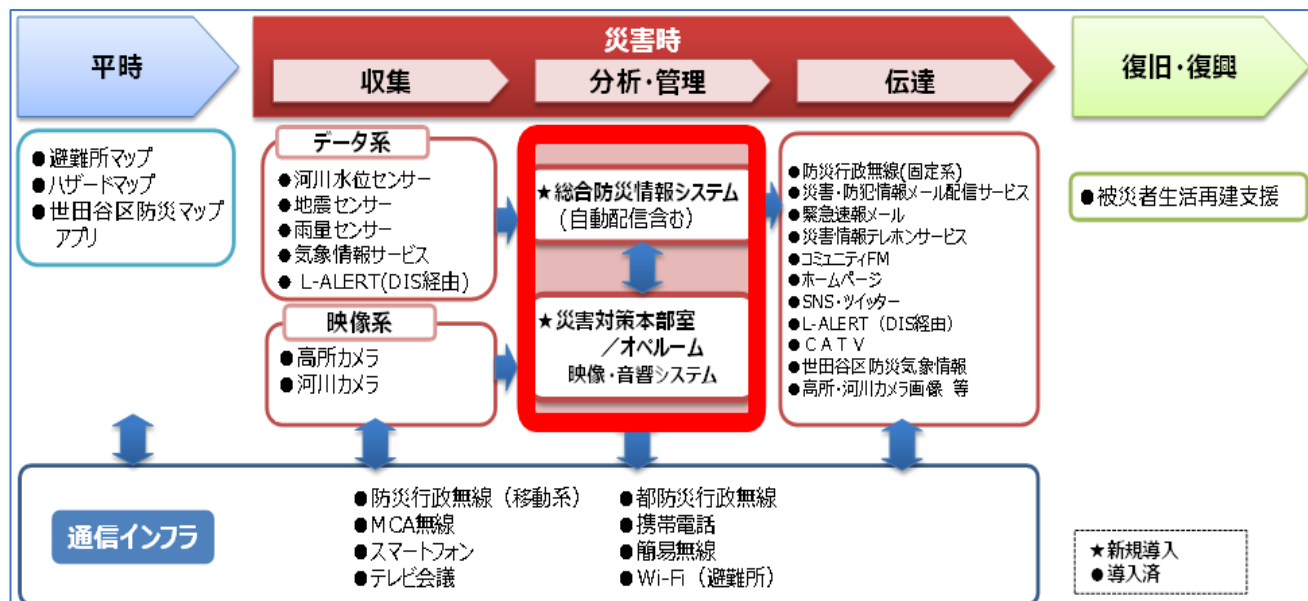 平時
災害時
収集
分析・管理
伝達
復旧・復興
●避難所マップ
●ハザードマップ
●世田谷区防災マップ
アプリ
データ系
●河川水位センサー
●地震センサー
●雨量センサー
●気象情報サービス
● L-ALERT(DIS経由)
映像系
●高所カメラ
●河川カメラ
★総合防災情報システム
(自動配信含む)
★災害対策本部室
／オペルーム
映像・音響システム
●防災行政無線(固定系)
●災害・防犯情報メール配信サービス
●緊急速報メール
●災害情報テレホンサービス
●コミュニティFM
●ホームページ
●SNS・ツイッター
●L-ALERT（DIS経由）
●ＣＡＴＶ
●世田谷区防災気象情報
●高所・河川カメラ画像 等
●被災者生活再建支援
通信インフラ
●防災行政無線（移動系）
●MCA無線
●スマートフォン
●テレビ会議
●都防災行政無線
●携帯電話
●簡易無線
●Wi-Fi（避難所）
★新規導入
●導入済